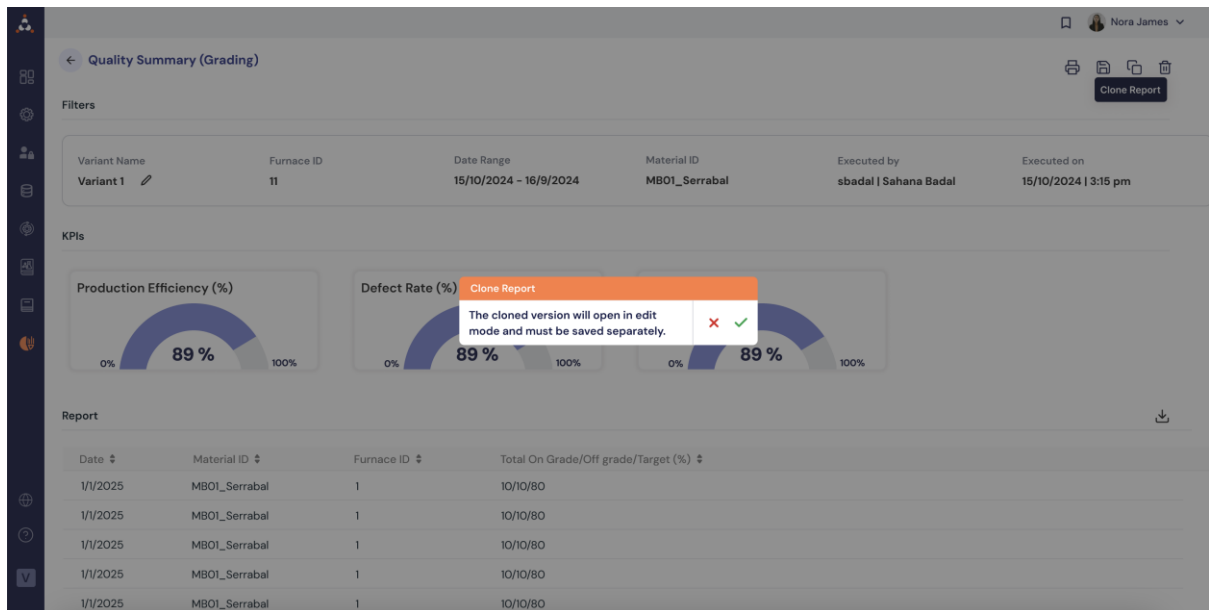 Nora James
Quality Summary (Grading)
Clone Report
Filters
Variant Name Furnace ID Date Range Material ID Executed by Executed on
Variant 1 11 15/10/2024 - 16/9/2024 MB01_Serrabal sbadal | Sahana Badal 15/10/2024 | 3:15 pm
KPIs
Production Efficiency (%) Defect Rate (%)
Clone Report
The cloned version will open in edit
mode and must be saved separately.
0% 89 % 100% 0% 89 % 100% 0% 89 % 100%
Report
Date Material ID Furnace ID Total On Grade/Off grade/Target (%)
1/1/2025 MB01_Serrabal 1 10/10/80
1/1/2025 MB01_Serrabal 1 10/10/80
1/1/2025 MB01_Serrabal 1 10/10/80
1/1/2025 MB01_Serrabal 1 10/10/80
1/1/2025 MB01_Serrabal 1 10/10/80
V